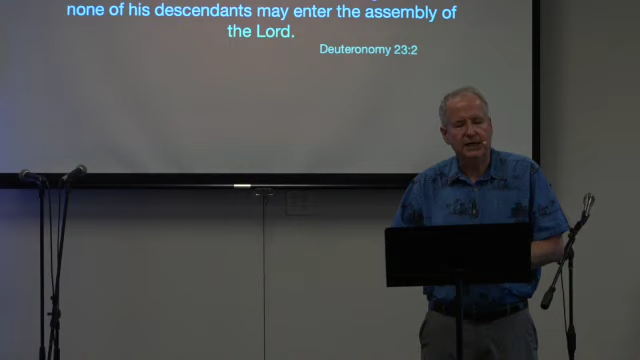 none of his descendants may enter the assembly of
the Lord.
Deuteronomy 23:2